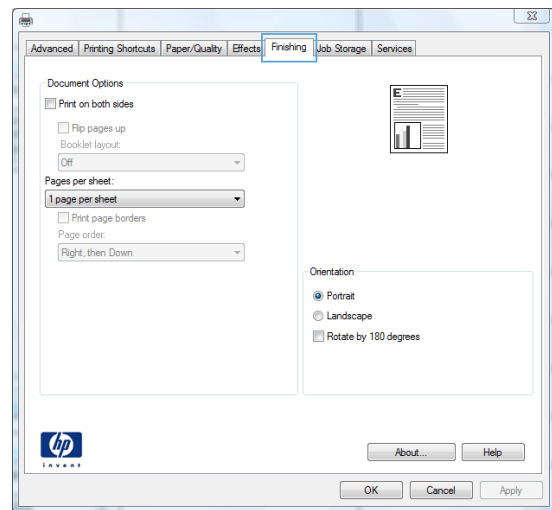 Advanced Printing Shortcuts Paper/Quality Effects Finishing Job Storage Services
Document Options
Print on both sides
Flip pages up
Booklet layout:
Off
Pages per sheet:
1 page per sheet
Print page borders
Page order:
Right, then Down
E
Orientation
Portrait
Landscape
Rotate by 180 degrees
hp
invent
About... Help
OK Cancel Apply